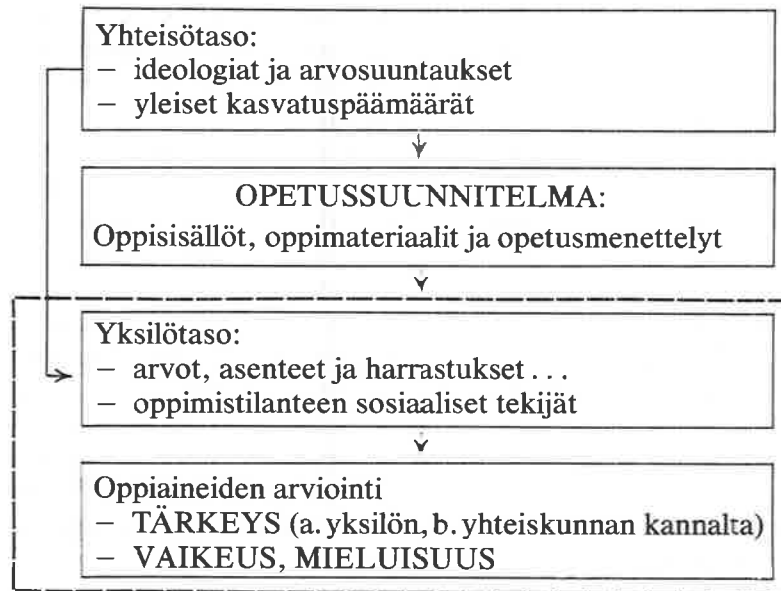 Yhteisötaso:
– ideologiat ja arvosuuntaukset
– yleiset kasvatuspäämäärät
OPETUSSUUNNITELMA:
Oppisisällöt, oppimateriaalit ja opetusmenettelyt
Yksilötaso:
– arvot, asenteet ja harrastukset . . .
– oppimistilanteen sosiaaliset tekijät
Oppiaineiden arviointi
– TÄRKEYS (a. yksilön, b. yhteiskunnan kannalta)
– VAIKEUS, MIELUISUUS